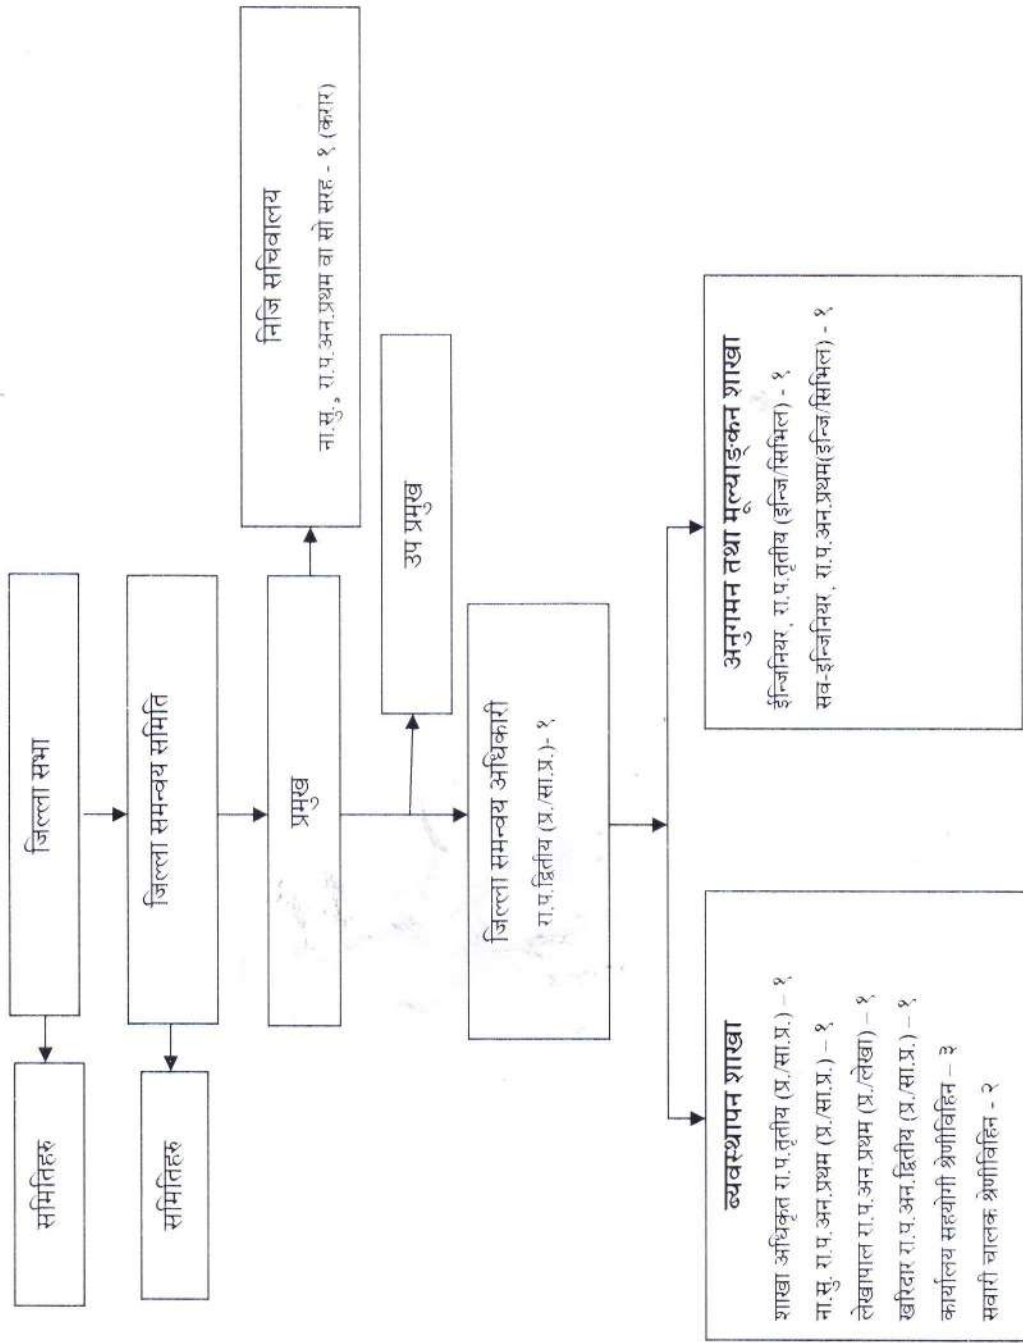 जिल्ला सभा
समितिहरु
जिल्ला समन्वय समिति
समितिहरु
प्रमुख
निजि सचिवालय
ना.सु., रा.प.अन.प्रथम वा सो सरह - १ (करार)
उप प्रमुख
जिल्ला समन्वय अधिकारी
रा.प.द्वितीय (प्र./सा.प्र.)- १
व्यवस्थापन शाखा
शाखा अधिकृत रा.प.तृतीय (प्र./सा.प्र.) – १
ना.सु. रा.प.अन.प्रथम (प्र./सा.प्र.) – १
लेखापाल रा.प.अन.प्रथम (प्र./लेखा) – १
खरिदार रा.प.अन.द्वितीय (प्र./सा.प्र.) – १
कार्यालय सहयोगी श्रेणीविहिन – ३
सवारी चालक श्रेणीविहिन - २
अनुगमन तथा मूल्याङ्कन शाखा
ईन्जिनियर, रा.प.तृतीय (इन्जि/सिभिल) - १
सव-इन्जिनियर, रा.प.अन.प्रथम(इन्जि/सिभिल) - १